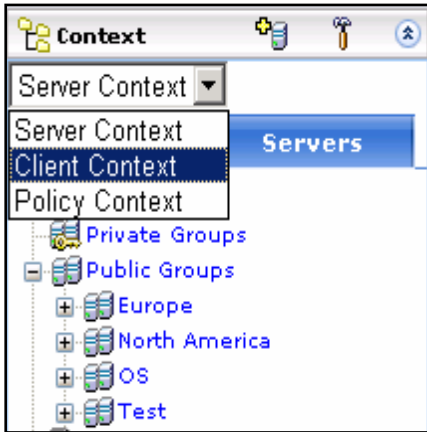 Context
Server Context
Server Context
Client Context
Policy Context
Servers
Private Groups
Public Groups
Europe
North America
OS
Test